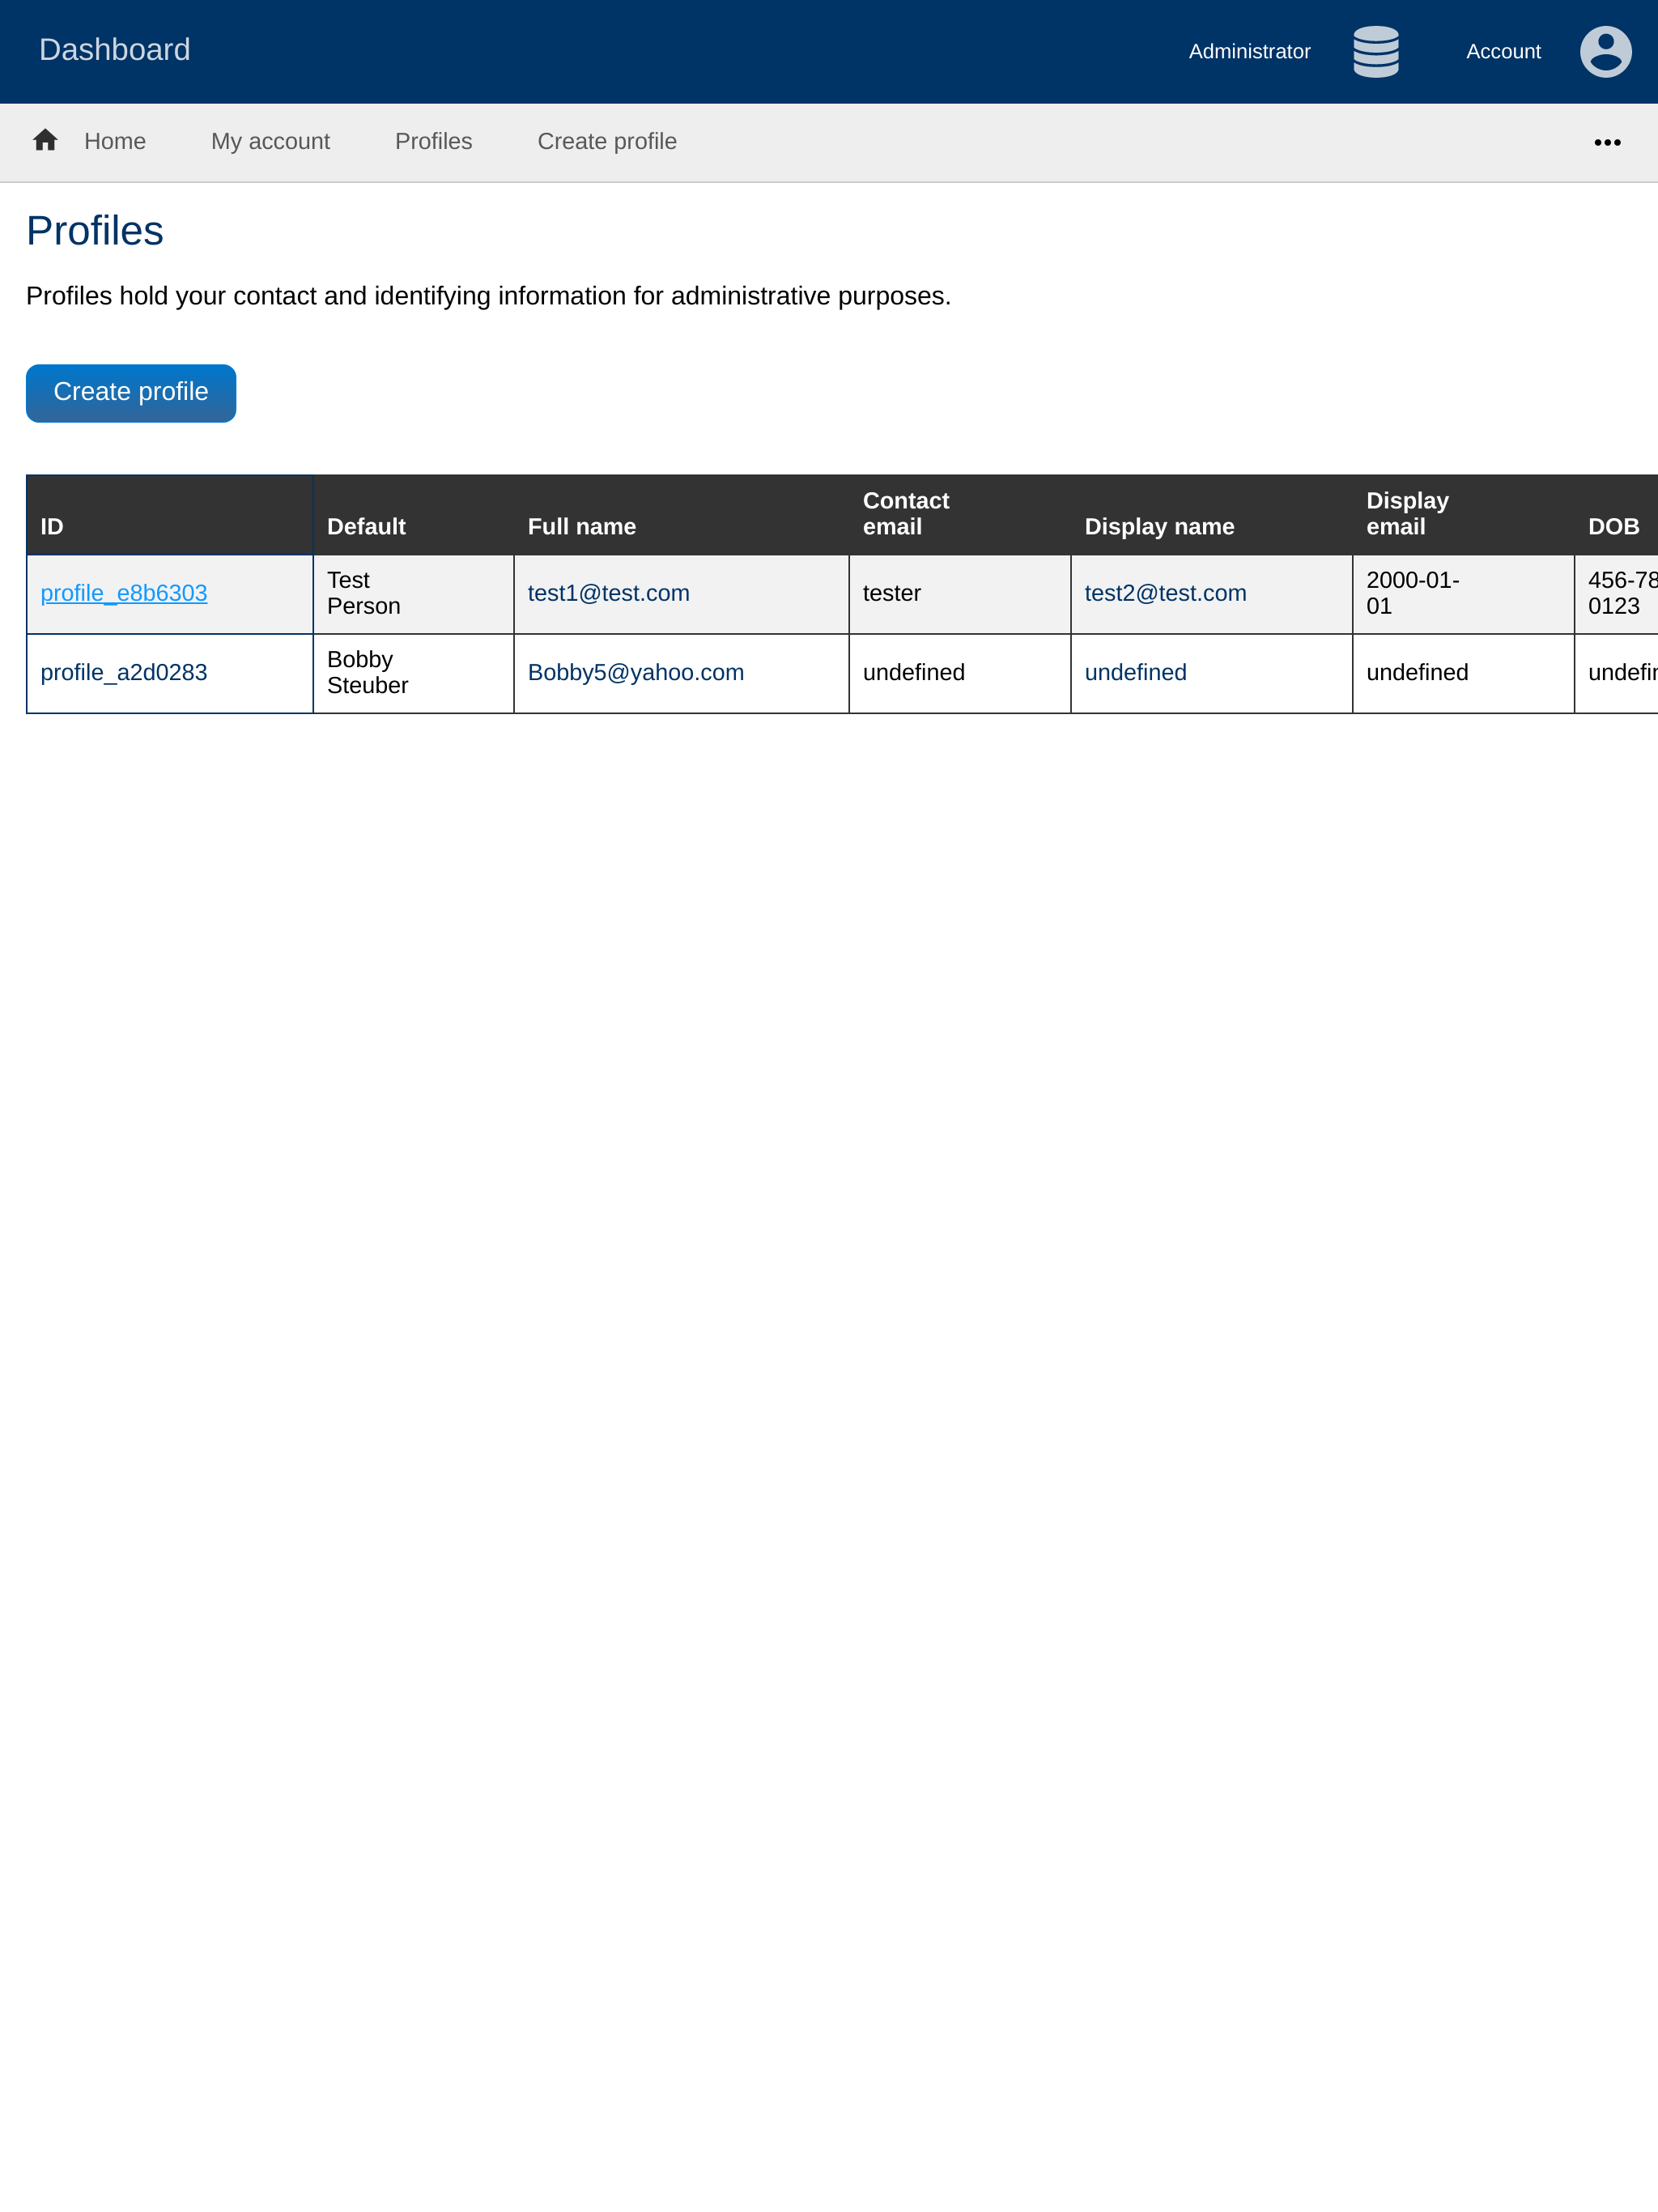 Dashboard Administrator Account
Home My account Profiles Create profile
Profiles
Profiles hold your contact and identifying information for administrative purposes.
Create profile
ID Default Full name Contact email Display name Display email DOB
profile_e8b6303 Test Person test1@test.com tester test2@test.com 2000-01-01 456-78 0123
profile_a2d0283 Bobby Steuber Bobby5@yahoo.com undefined undefined undefined